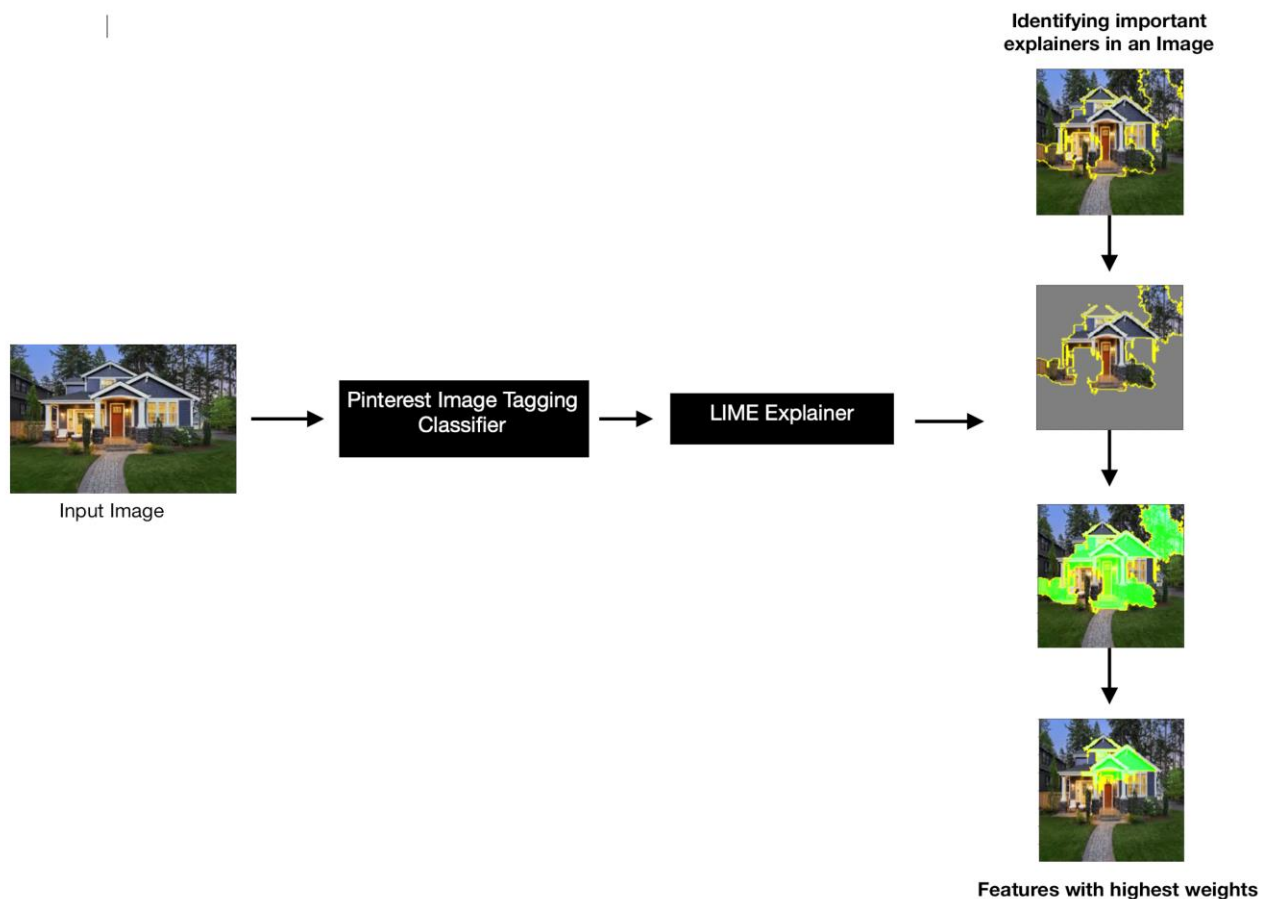 Identifying important
explainers in an Image
Pinterest Image Tagging
Classifier
LIME Explainer
Input Image
Features with highest weights